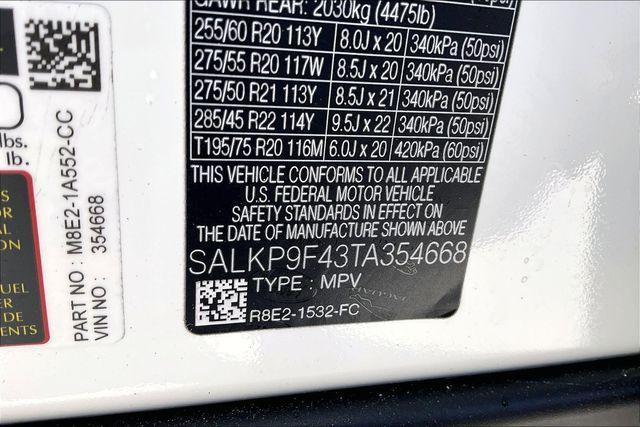 GAWR REAR: 2030kg (4475lb)
255/60 R20 113Y 8.0J x 20 340kPa (50psi)
275/55 R20 117W 8.5J x 20 340kPa (50psi)
275/50 R21 113Y 8.5J x 21 340kPa (50psi)
285/45 R22 114Y 9.5J x 22 340kPa (50psi)
T195/75 R20 116M 6.0J x 20 420kPa (60psi)
THIS VEHICLE CONFORMS TO ALL APPLICABLE
U.S. FEDERAL MOTOR VEHICLE
SAFETY STANDARDS IN EFFECT ON
THE DATE OF MANUFACTURE SHOWN ABOVE
SALKP9F43TA354668
TYPE : MPV
R8E2-1532-FC
PART NO : M8E2-1A552-CC
VIN NO : 354668
lbs.
lb.